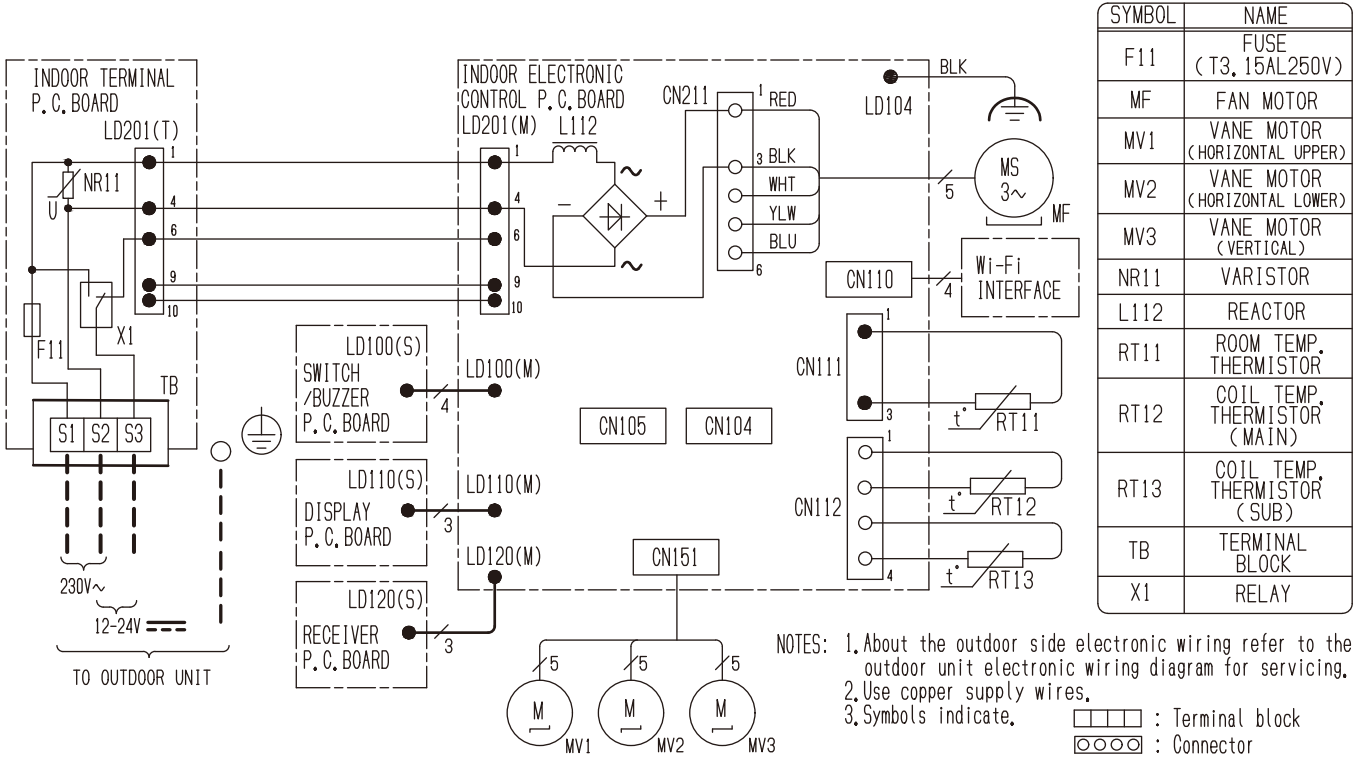 INDOOR TERMINAL
P.C.BOARD
LD201(T)
1
4
6
9
10
NR11
U
F11
X1
TB
S1 S2 S3
230V~
12-24V
TO OUTDOOR UNIT
LD100(S)
SWITCH
/BUZZER
P.C.BOARD
4
LD110(S)
DISPLAY
P.C.BOARD
3
LD120(S)
RECEIVER
P.C.BOARD
3
INDOOR ELECTRONIC
CONTROL P.C.BOARD
LD201(M)
L112
1
4
6
9
10
~
- +
~
CN211
1
3
6
RED
BLK
WHT
YLW
BLU
LD104
BLK
5
MS
3~
MF
CN110
4
Wi-Fi
INTERFACE
CN111
1
3
t°
RT11
LD100(M)
LD110(M)
LD120(M)
CN105
CN104
CN112
1
4
t°
RT12
t°
RT13
CN151
5
5
5
M
M
M
MV1
MV2
MV3
SYMBOL NAME
F11 FUSE
(T3.15AL250V)
MF FAN MOTOR
MV1 VANE MOTOR
(HORIZONTAL UPPER)
MV2 VANE MOTOR
(HORIZONTAL LOWER)
MV3 VANE MOTOR
(VERTICAL)
NR11 VARISTOR
L112 REACTOR
RT11 ROOM TEMP.
THERMISTOR
RT12 COIL TEMP.
THERMISTOR
(MAIN)
RT13 COIL TEMP.
THERMISTOR
(SUB)
TB TERMINAL
BLOCK
X1 RELAY
NOTES: 1.About the outdoor side electronic wiring refer to the
outdoor unit electronic wiring diagram for servicing.
2.Use copper supply wires.
3.Symbols indicate.
: Terminal block
: Connector